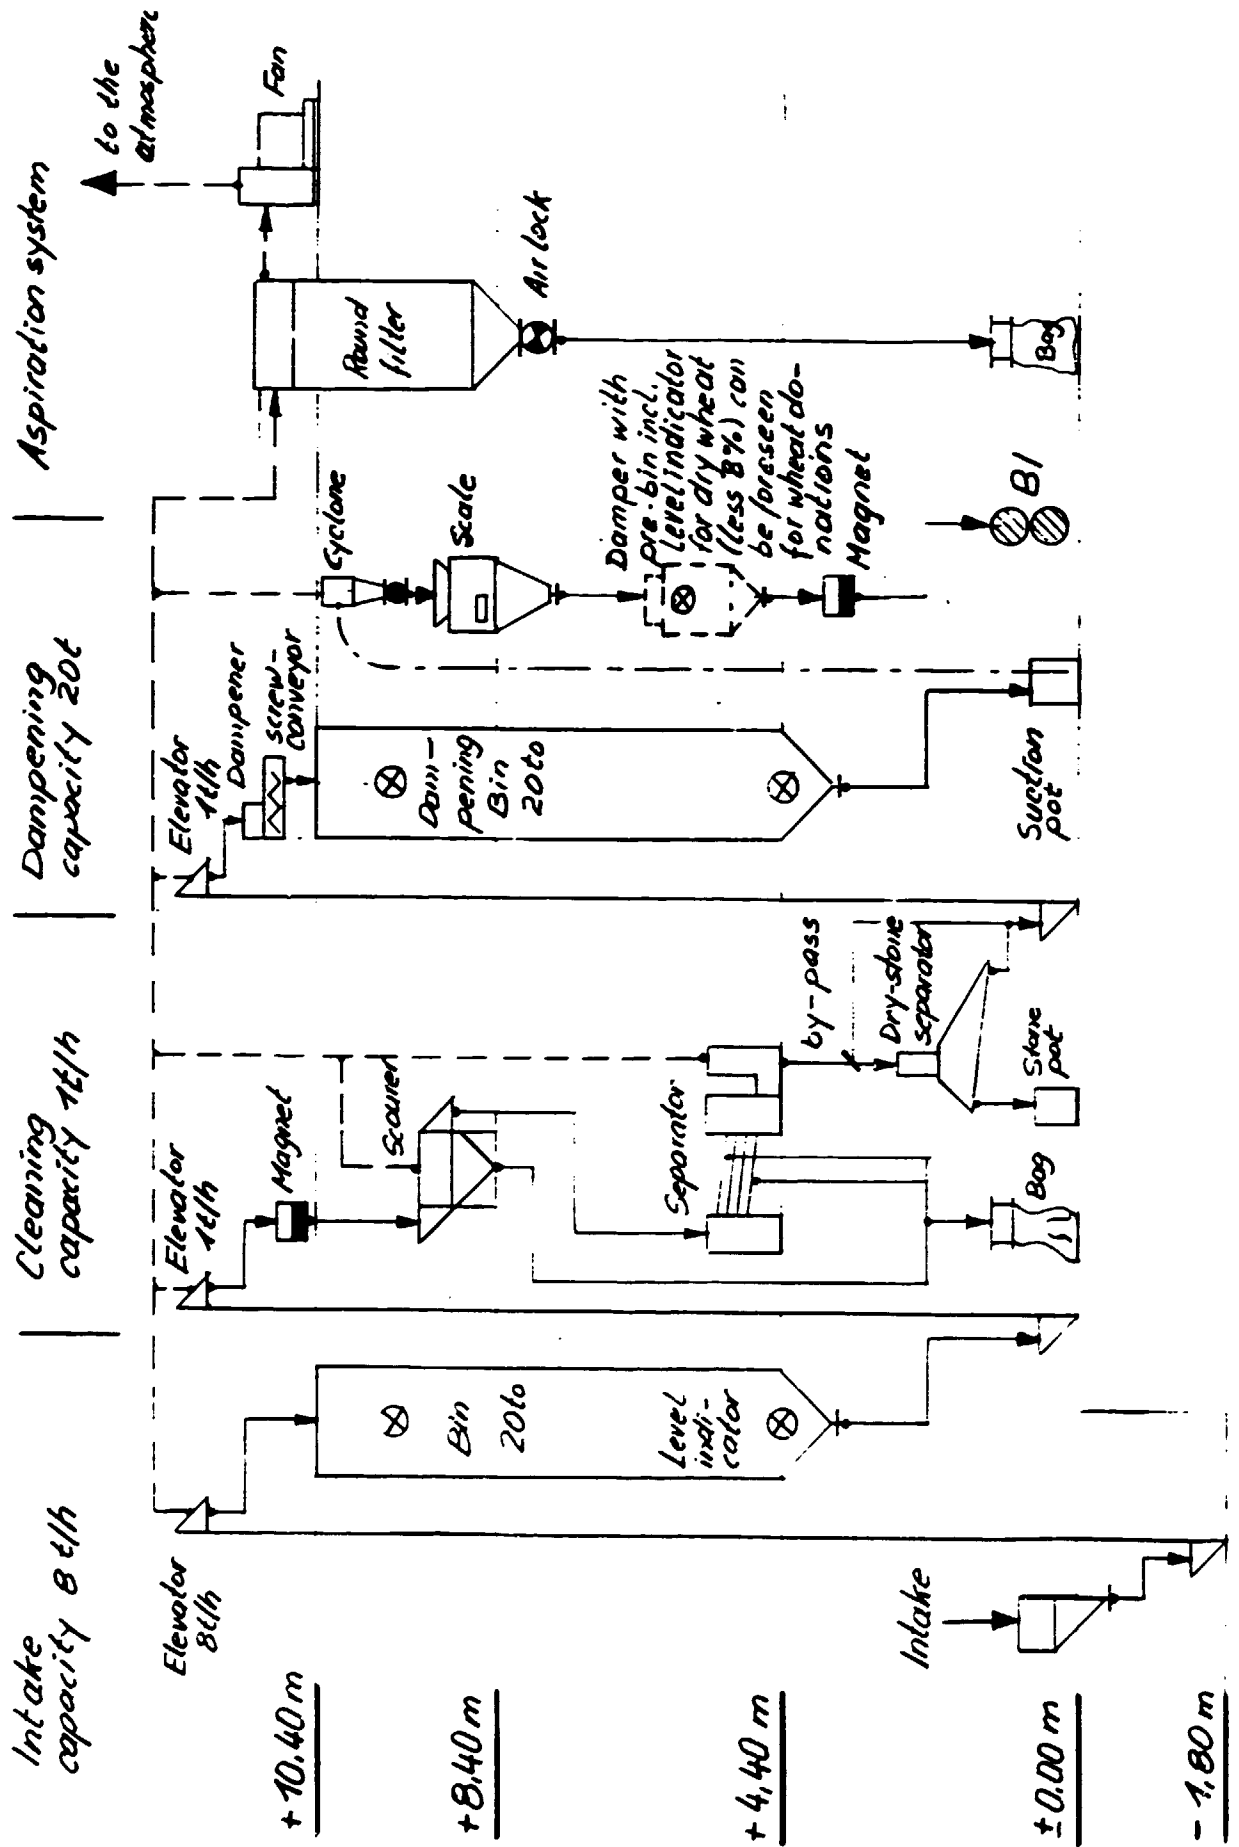 Intake
capacity 8 t/h
Cleaning
capacity 1t/h
Dampening
capacity 20t
Aspiration system
Elevator
8t/h
Elevator
1t/h
Magnet
Scourer
Elevator
1t/h
Dampener
screw-
conveyor
Cyclone
Scale
Fan
to the
atmosphere
+10.40 m
+8.40 m
+4,40 m
±0.00 m
-1,80 m
Bin
20to
Level
indi-
cator
Intake
Separator
by-pass
Dry-stone
separator
Stone
pot
Bag
Dam-
pening
Bin
20to
Suction
pot
Damper with
pre-bin incl.
Level indicator
for dry wheat
(less 8%) can
be foreseen
for wheat do-
nations
Magnet
B1
Round
filter
Air lock
Bag